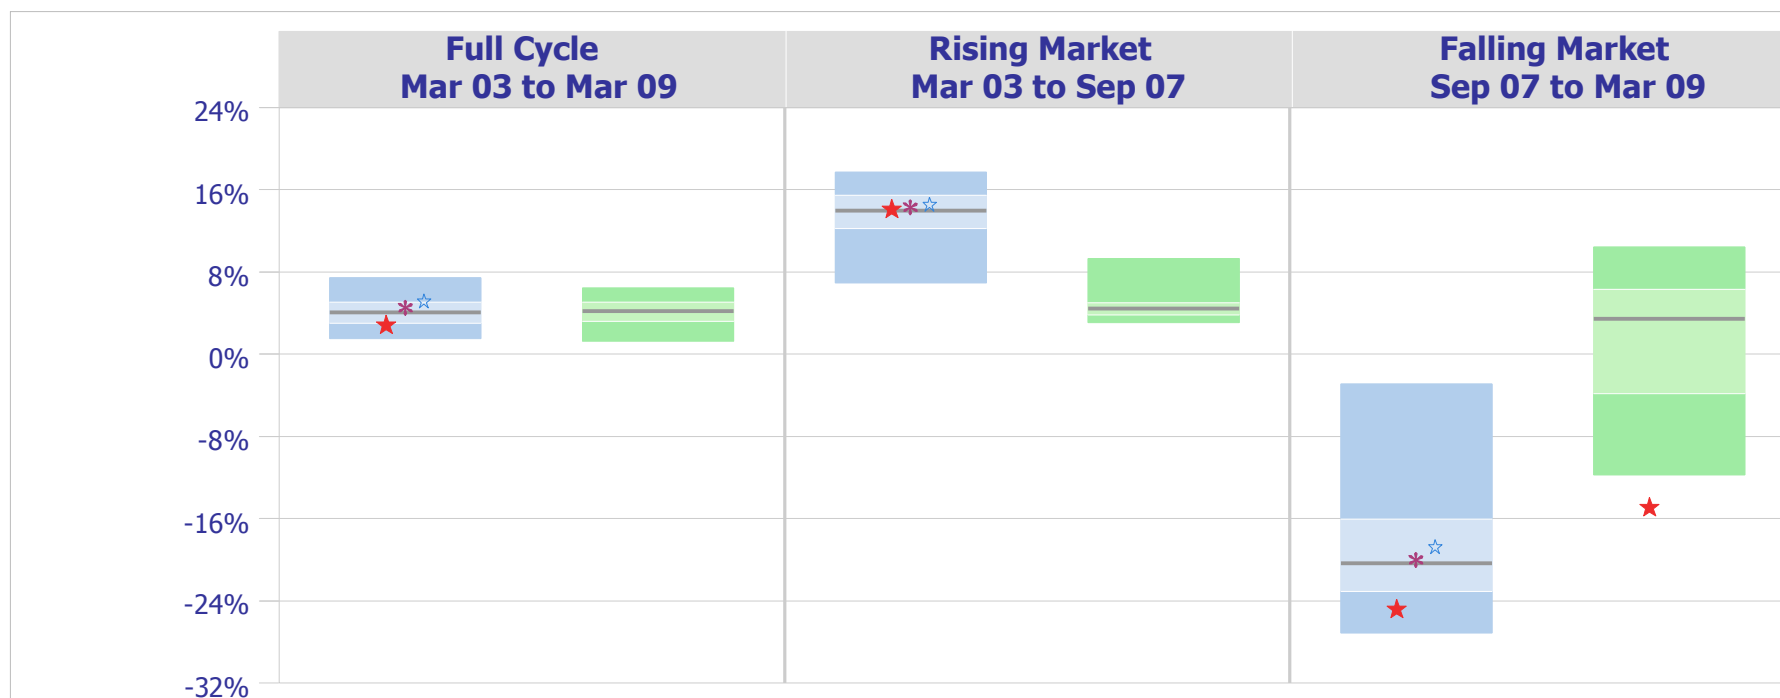 Full Cycle
Mar 03 to Mar 09
Rising Market
Mar 03 to Sep 07
Falling Market
Sep 07 to Mar 09
24%
16%
8%
0%
-8%
-16%
-24%
-32%